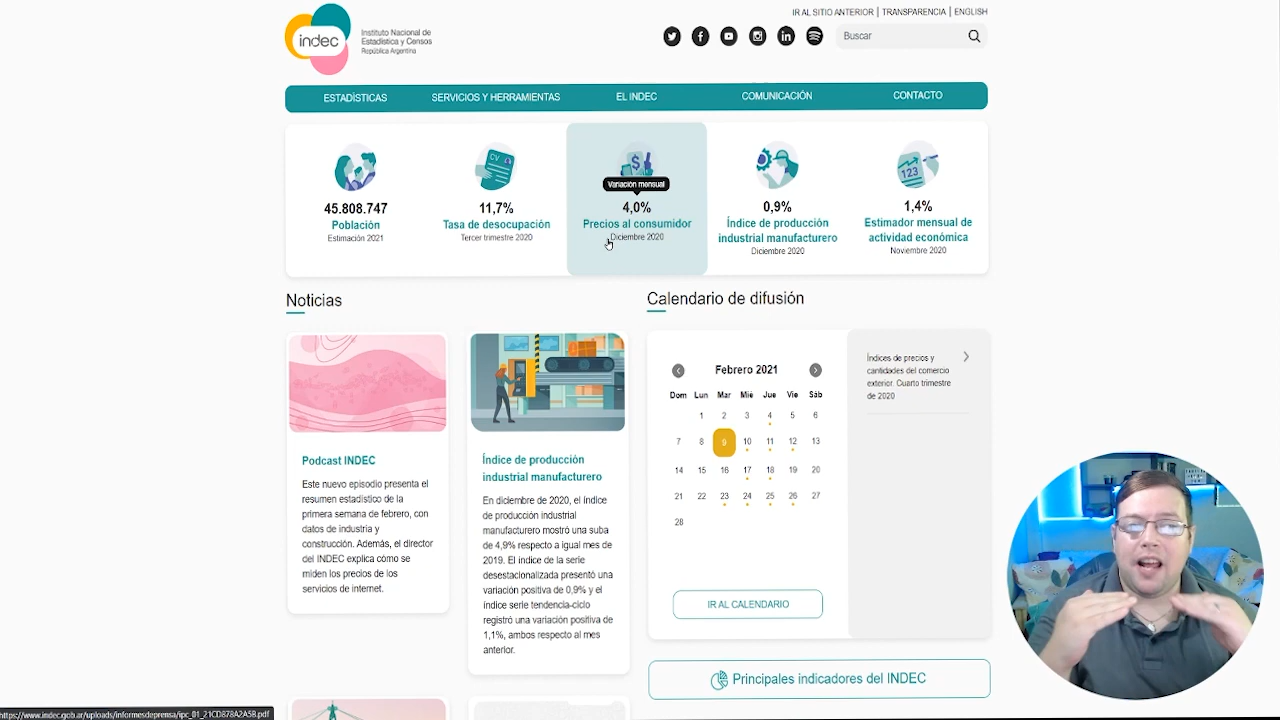 IR AL SITIO ANTERIOR | TRANSPARENCIA | ENGLISH
indec
Instituto Nacional de
Estadística y Censos
República Argentina
Buscar
ESTADÍSTICAS
SERVICIOS Y HERRAMIENTAS
EL INDEC
COMUNICACIÓN
CONTACTO
45.808.747
Población
Estimación 2021
CV
11,7%
Tasa de desocupación
Tercer trimestre 2020
$
Variación mensual
4,0%
Precios al consumidor
Diciembre 2020
0,9%
Índice de producción
industrial manufacturero
Diciembre 2020
123
1,4%
Estimador mensual de
actividad económica
Noviembre 2020
Noticias
Podcast INDEC
Este nuevo episodio presenta el
resumen estadístico de la
primera semana de febrero, con
datos de industria y
construcción. Además, el director
del INDEC explica cómo se
miden los precios de los
servicios de internet.
Índice de producción
industrial manufacturero
En diciembre de 2020, el índice
de producción industrial
manufacturero mostró una suba
de 4,9% respecto a igual mes de
2019. El índice de la serie
desestacionalizada presentó una
variación positiva de 0,9% y el
índice serie tendencia-ciclo
registró una variación positiva de
1,1%, ambos respecto al mes
anterior.
Calendario de difusión
Febrero 2021
Dom Lun Mar Mié Jue Vie Sáb
1 2 3 4 5 6
7 8 9 10 11 12 13
14 15 16 17 18 19 20
21 22 23 24 25 26 27
28
IR AL CALENDARIO
Índices de precios y
cantidades del comercio
exterior. Cuarto trimestre
de 2020
Principales indicadores del INDEC
https://www.indec.gob.ar/uploads/informesdeprensa/ipc_01_21CD878A2A5B.pdf